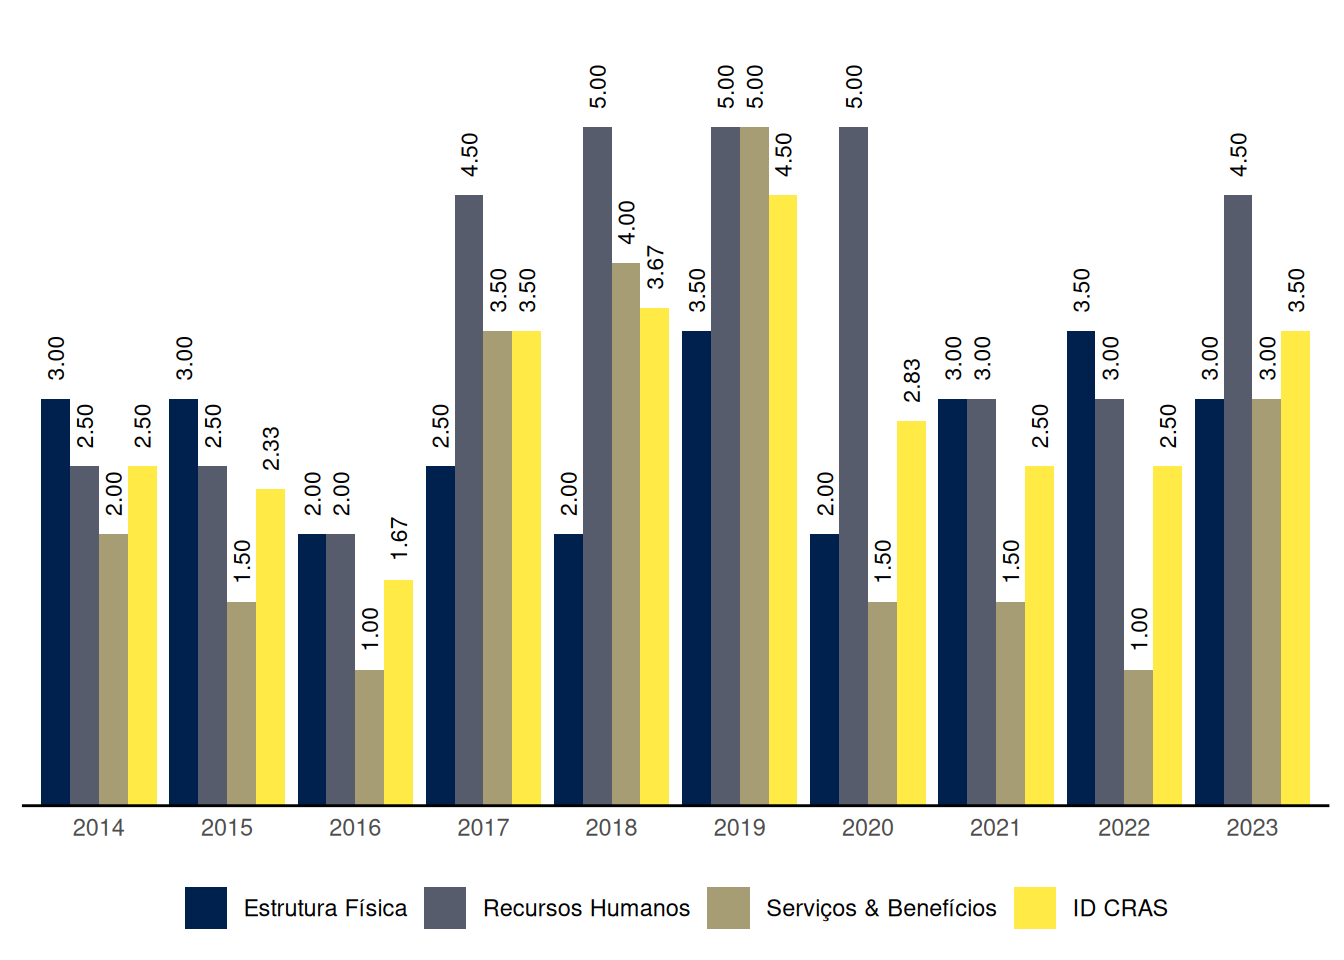 5.00 5.00 5.00 5.00
4.50 4.50 4.50
4.00
3.67
3.50 3.50 3.50 3.50 3.50
3.00 3.00 3.00 3.00 3.00 3.00 3.00
2.83
2.50 2.50 2.50 2.50 2.50 2.50
2.33
2.00 2.00 2.00 2.00 2.00
1.67
1.50 1.50 1.50
1.00 1.00
2014 2015 2016 2017 2018 2019 2020 2021 2022 2023
Estrutura Física Recursos Humanos Serviços & Benefícios ID CRAS